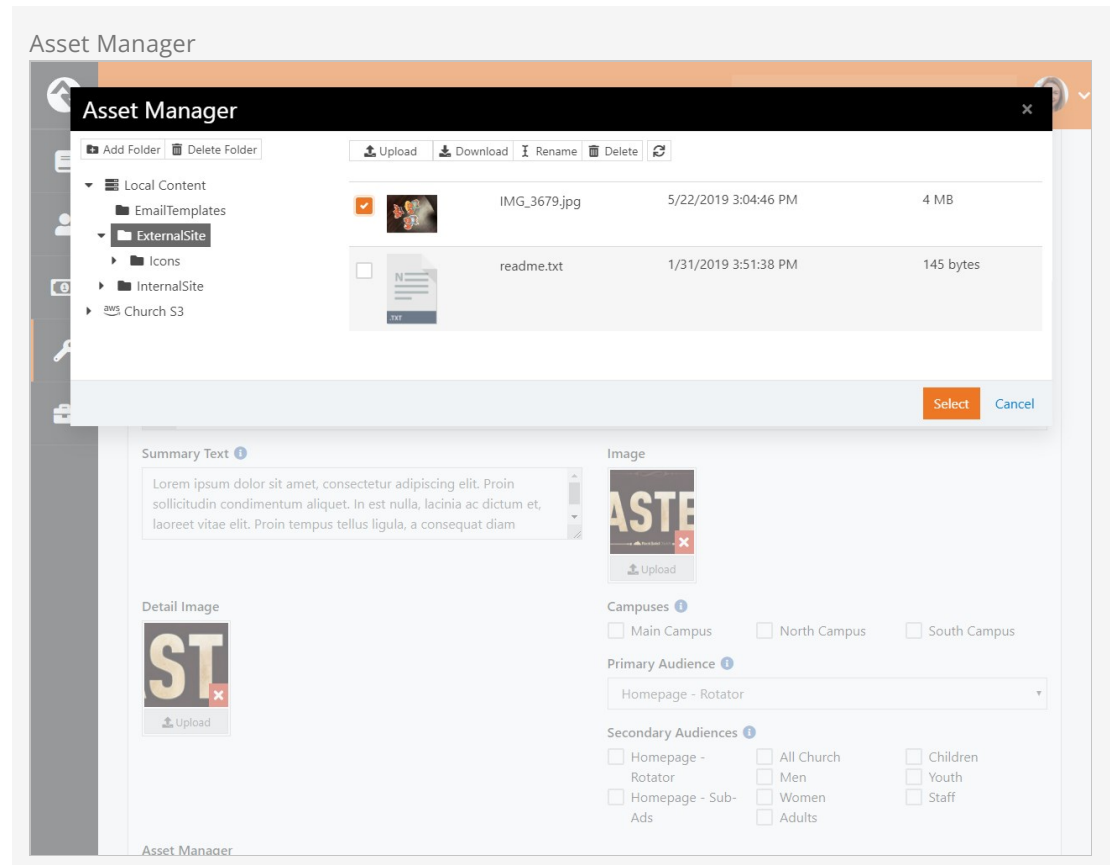 Asset Manager
Asset Manager ×
Add Folder Delete Folder
Upload Download Rename Delete
Local Content
EmailTemplates
ExternalSite
Icons
InternalSite
aws Church S3
IMG_3679.jpg 5/22/2019 3:04:46 PM 4 MB
readme.txt 1/31/2019 3:51:38 PM 145 bytes
N
.TXT
Select Cancel
Summary Text
Lorem ipsum dolor sit amet, consectetur adipiscing elit. Proin
sollicitudin condimentum aliquet. In est nulla, lacinia ac dictum et,
laoreet vitae elit. Proin tempus tellus ligula, a consequat diam
Image
ASTE
Upload
Detail Image
AST
Upload
Campuses
Main Campus North Campus South Campus
Primary Audience
Homepage - Rotator
Secondary Audiences
Homepage -
Rotator
Homepage - Sub-
Ads
All Church
Men
Women
Adults
Children
Youth
Staff
Asset Manager